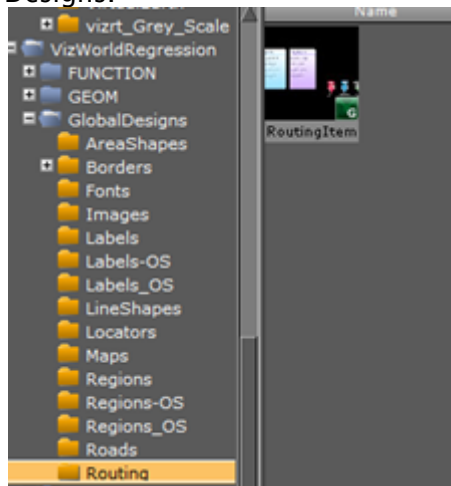 Designs.
vizrt_Grey_Scale
VizWorldRegression
FUNCTION
GEOM
GlobalDesigns
AreaShapes
Borders
Fonts
Images
Labels
Labels-OS
Labels_OS
LineShapes
Locators
Maps
Regions
Regions-OS
Regions_OS
Roads
Routing
Name
G
RoutingItem